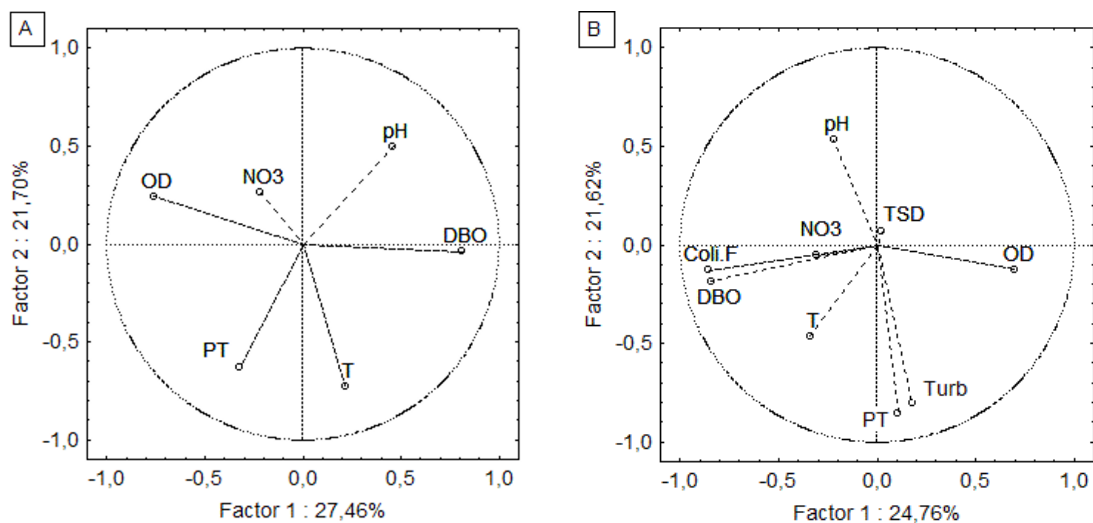 A
1,0
0,5
0,0
-0,5
-1,0
Factor 2 : 21,70%
pH
NO3
OD
DBO
PT
T
-1,0 -0,5 0,0 0,5 1,0
Factor 1 : 27,46%
B
1,0
0,5
0,0
-0,5
-1,0
Factor 2 : 21,62%
pH
TSD
NO3
Coli.F
OD
DBO
T
Turb
PT
-1,0 -0,5 0,0 0,5 1,0
Factor 1 : 24,76%